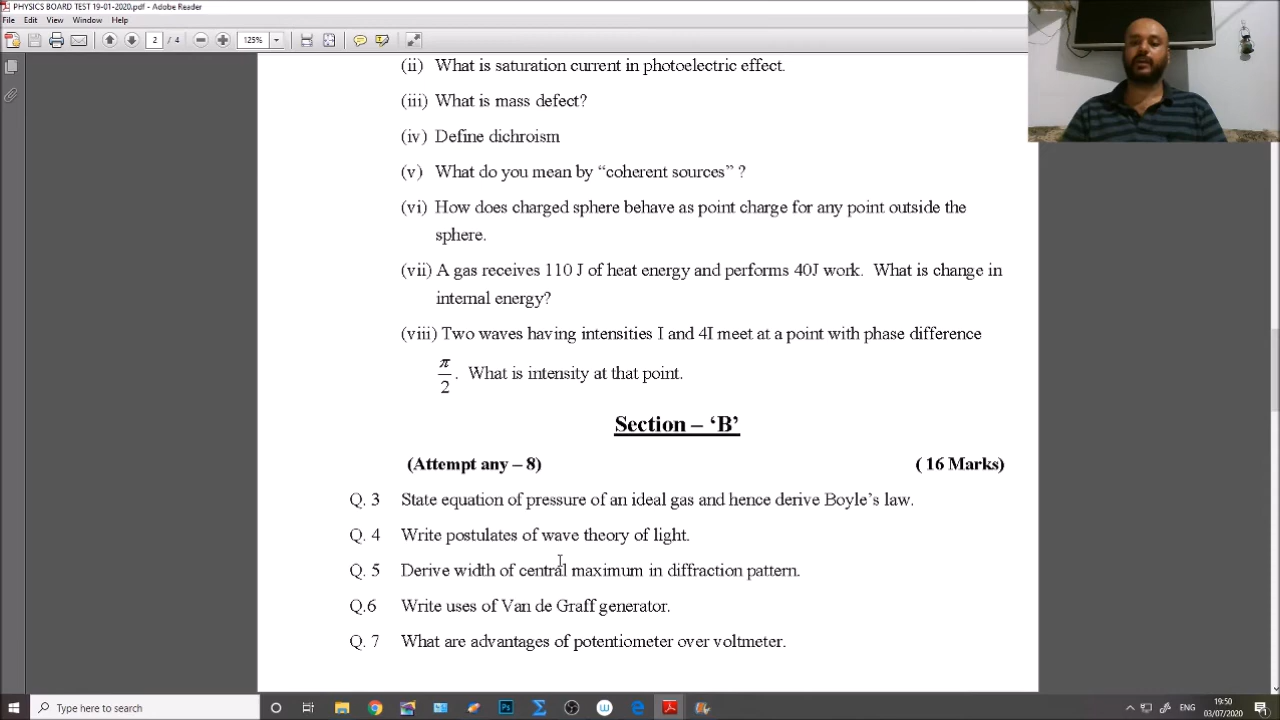 PHYSICS BOARD TEST 19-01-2020.pdf - Adobe Reader
File Edit View Window Help
2 / 4 125%
(ii) What is saturation current in photoelectric effect.
(iii) What is mass defect?
(iv) Define dichroism
(v) What do you mean by “coherent sources” ?
(vi) How does charged sphere behave as point charge for any point outside the
sphere.
(vii) A gas receives 110 J of heat energy and performs 40J work. What is change in
internal energy?
(viii) Two waves having intensities I and 4I meet at a point with phase difference
π/2. What is intensity at that point.
Section – ‘B’
(Attempt any – 8) ( 16 Marks)
Q. 3 State equation of pressure of an ideal gas and hence derive Boyle’s law.
Q. 4 Write postulates of wave theory of light.
Q. 5 Derive width of central maximum in diffraction pattern.
Q.6 Write uses of Van de Graff generator.
Q. 7 What are advantages of potentiometer over voltmeter.
Type here to search
ENG
19:50
03/07/2020